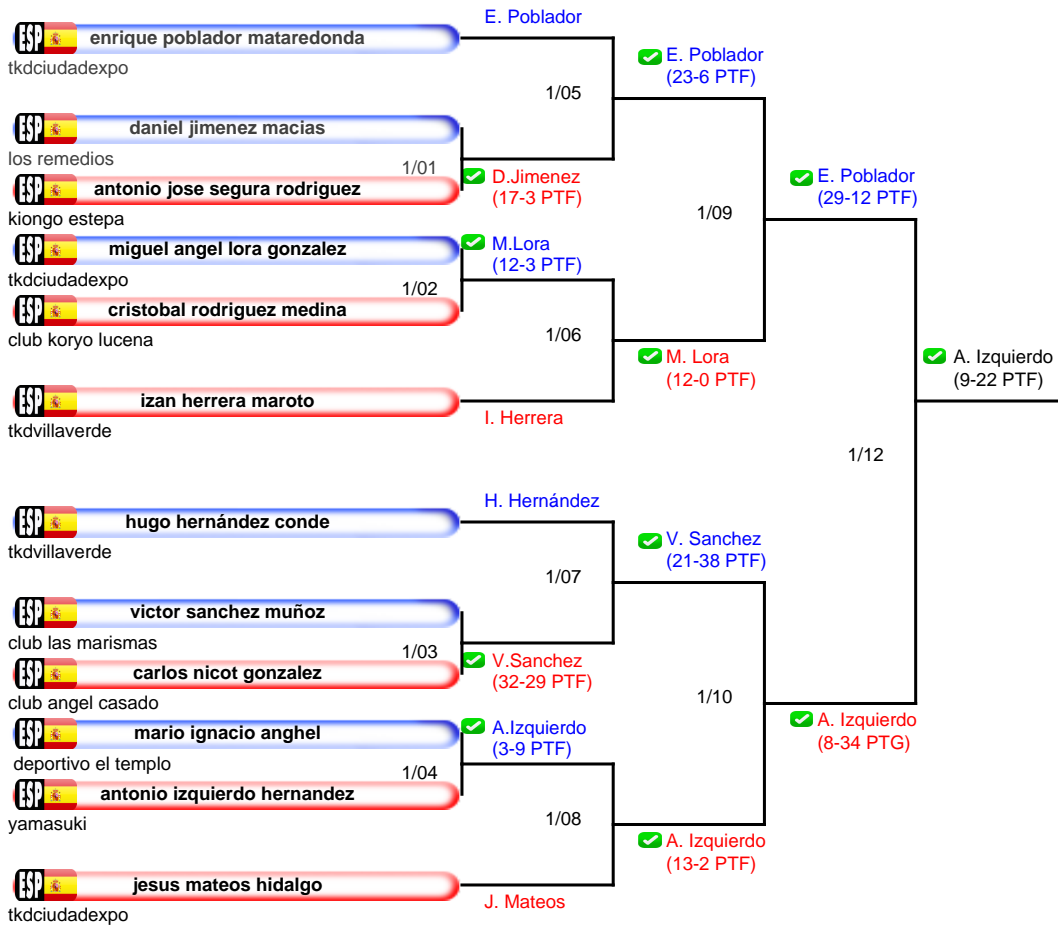 E. Poblador
ESP enrique poblador mataredonda
tkdciudadexpo
E. Poblador
(23-6 PTF)
1/05
ESP daniel jimenez macias
los remedios
1/01
D.Jimenez
(17-3 PTF)
ESP antonio jose segura rodriguez
kiongo estepa
E. Poblador
(29-12 PTF)
1/09
ESP miguel angel lora gonzalez
tkdciudadexpo
M.Lora
(12-3 PTF)
1/02
ESP cristobal rodriguez medina
club koryo lucena
1/06
M. Lora
(12-0 PTF)
A. Izquierdo
(9-22 PTF)
ESP izan herrera maroto
tkdvillaverde
I. Herrera
1/12
H. Hernández
ESP hugo hernández conde
tkdvillaverde
V. Sanchez
(21-38 PTF)
1/07
ESP victor sanchez muñoz
club las marismas
1/03
V.Sanchez
(32-29 PTF)
ESP carlos nicot gonzalez
club angel casado
1/10
A. Izquierdo
(8-34 PTG)
ESP mario ignacio anghel
deportivo el templo
A.Izquierdo
(3-9 PTF)
1/04
ESP antonio izquierdo hernandez
yamasuki
1/08
A. Izquierdo
(13-2 PTF)
ESP jesus mateos hidalgo
tkdciudadexpo
J. Mateos